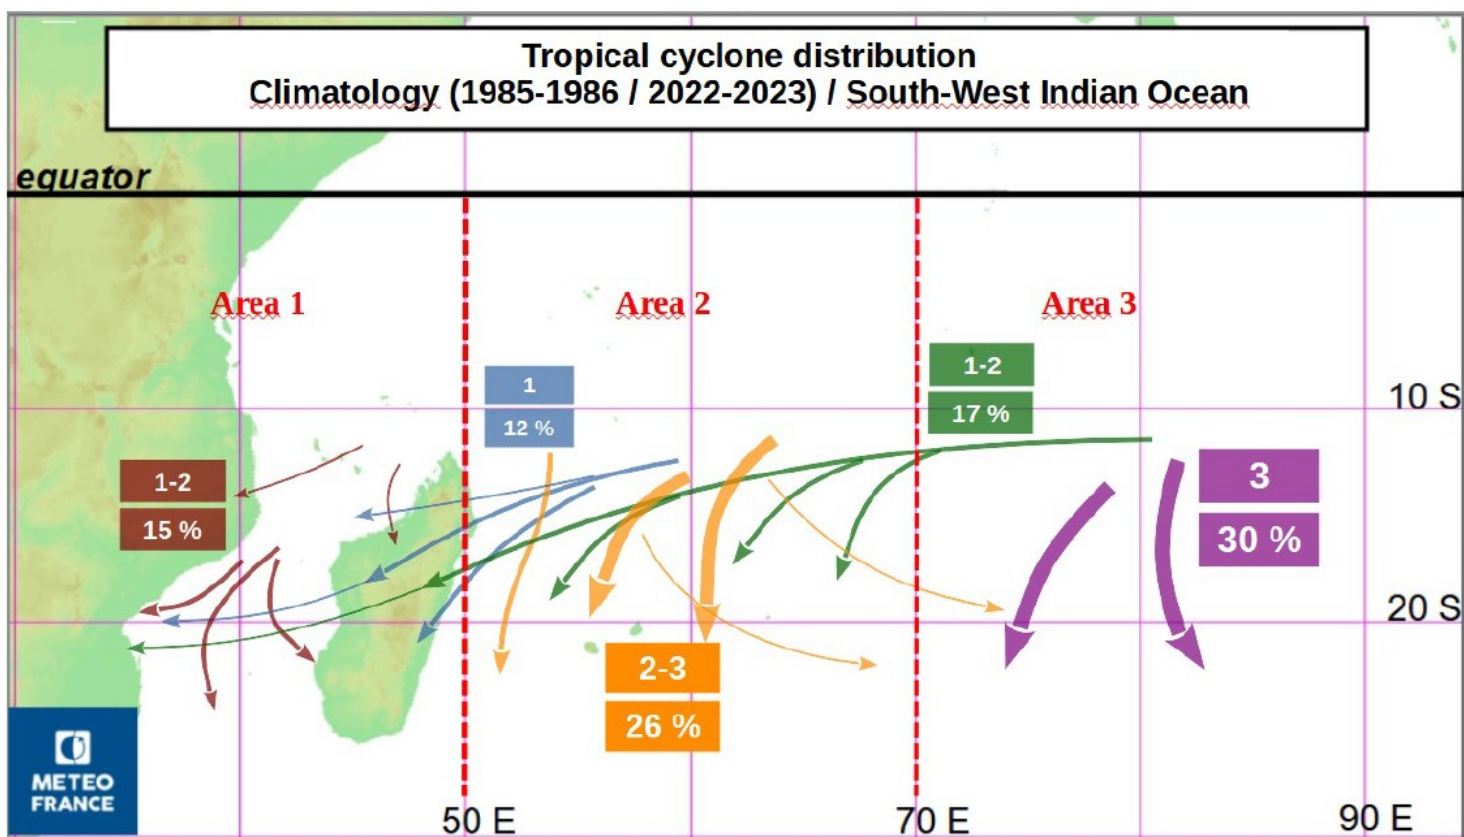 Tropical cyclone distribution
Climatology (1985-1986 / 2022-2023) / South-West Indian Ocean
equator
Area 1
Area 2
Area 3
1
12 %
1-2
17 %
10 S
1-2
15 %
3
30 %
20 S
2-3
26 %
METEO
FRANCE
50 E
70 E
90 E